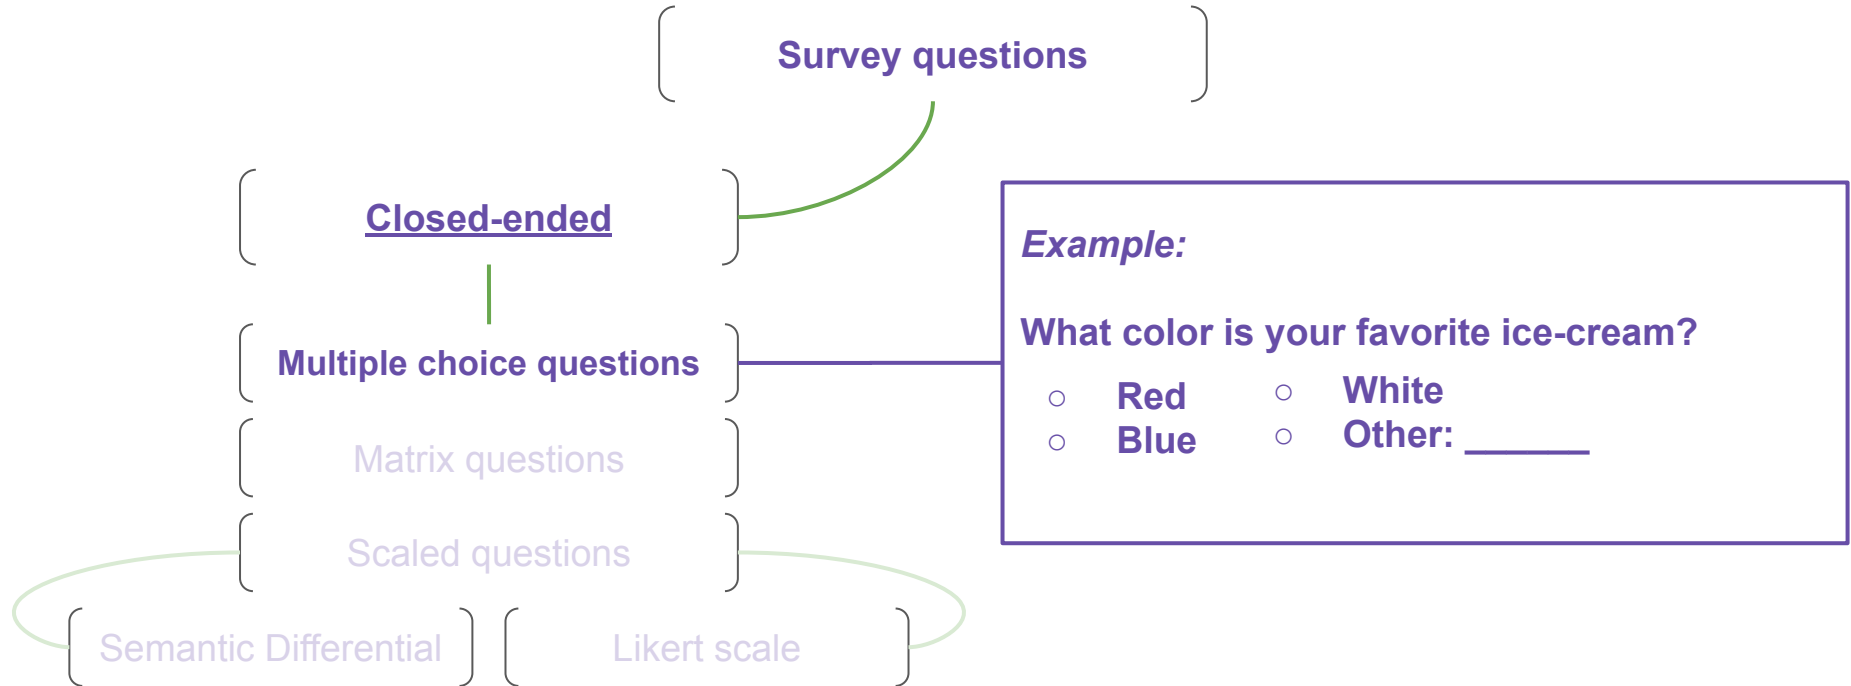 Survey questions
Closed-ended
Multiple choice questions
Matrix questions
Scaled questions
Semantic Differential
Likert scale
Example:
What color is your favorite ice-cream?
○ Red
○ Blue
○ White
○ Other: ______